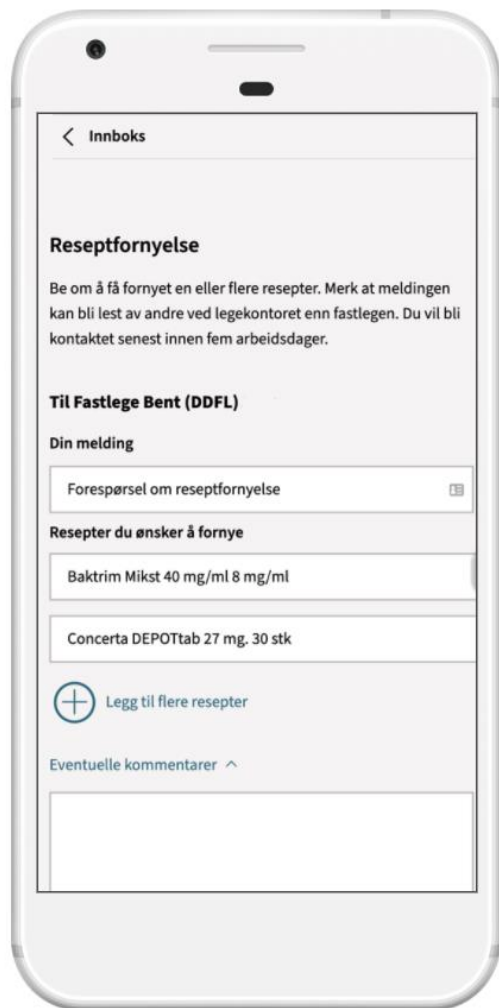 Innboks
Reseptfornyelse
Be om å få fornyet en eller flere resepter. Merk at meldingen
kan bli lest av andre ved legekontoret enn fastlegen. Du vil bli
kontaktet senest innen fem arbeidsdager.
Til Fastlege Bent (DDFL)
Din melding
Forespørsel om reseptfornyelse
Resepter du ønsker å fornye
Baktrim Mikst 40 mg/ml 8 mg/ml
Concerta DEPOTtab 27 mg. 30 stk
Legg til flere resepter
Eventuelle kommentarer